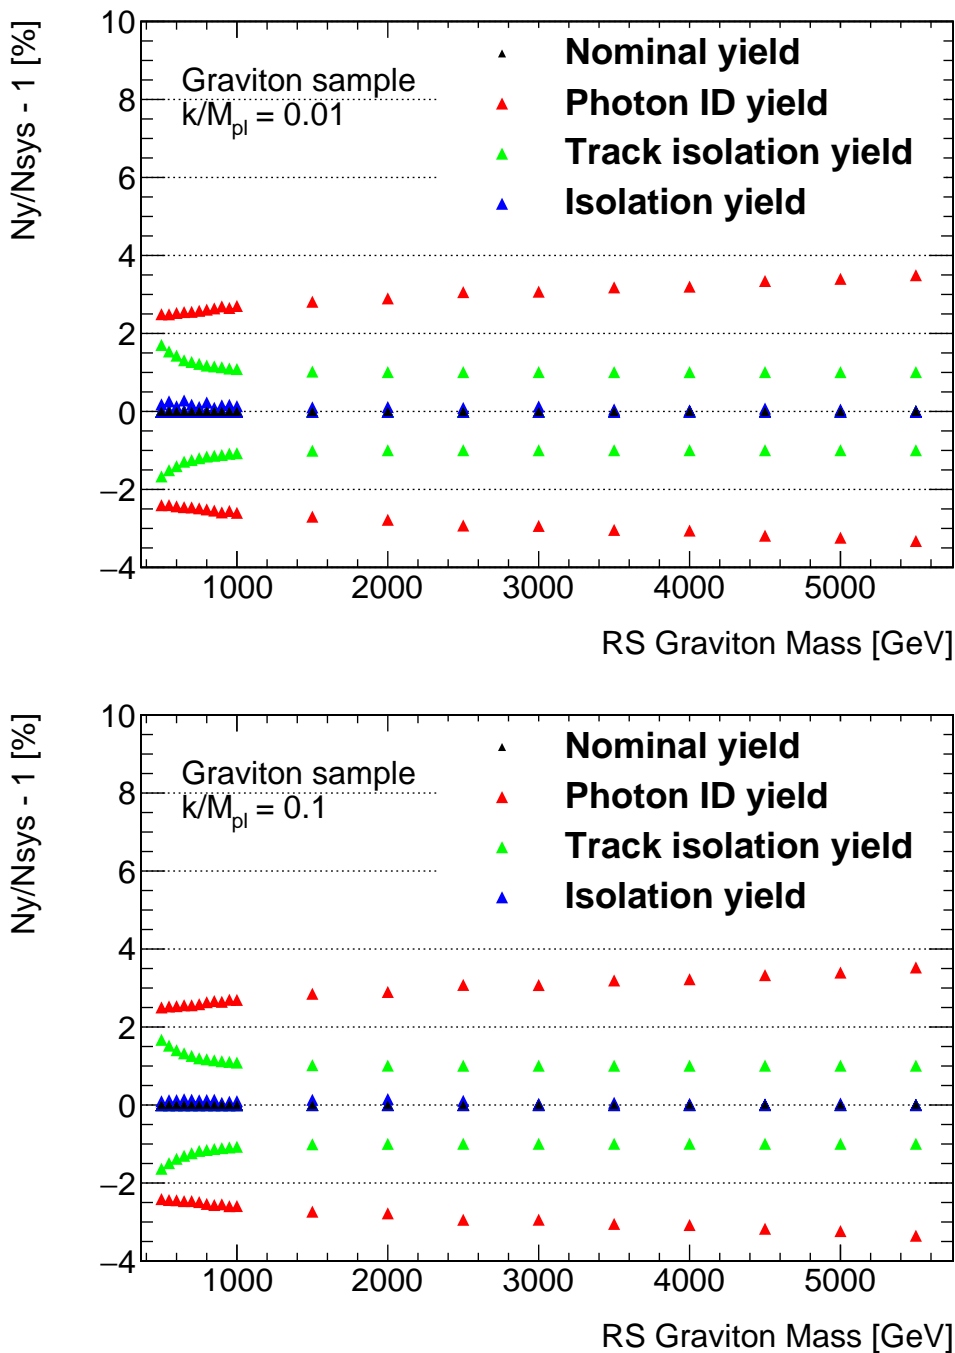 Ny/Nsys - 1 [%]
10
8
6
4
2
0
−2
−4
Graviton sample
k/Mpl = 0.01
Nominal yield
Photon ID yield
Track isolation yield
Isolation yield
1000 2000 3000 4000 5000
RS Graviton Mass [GeV]
Ny/Nsys - 1 [%]
10
8
6
4
2
0
−2
−4
Graviton sample
k/Mpl = 0.1
Nominal yield
Photon ID yield
Track isolation yield
Isolation yield
1000 2000 3000 4000 5000
RS Graviton Mass [GeV]